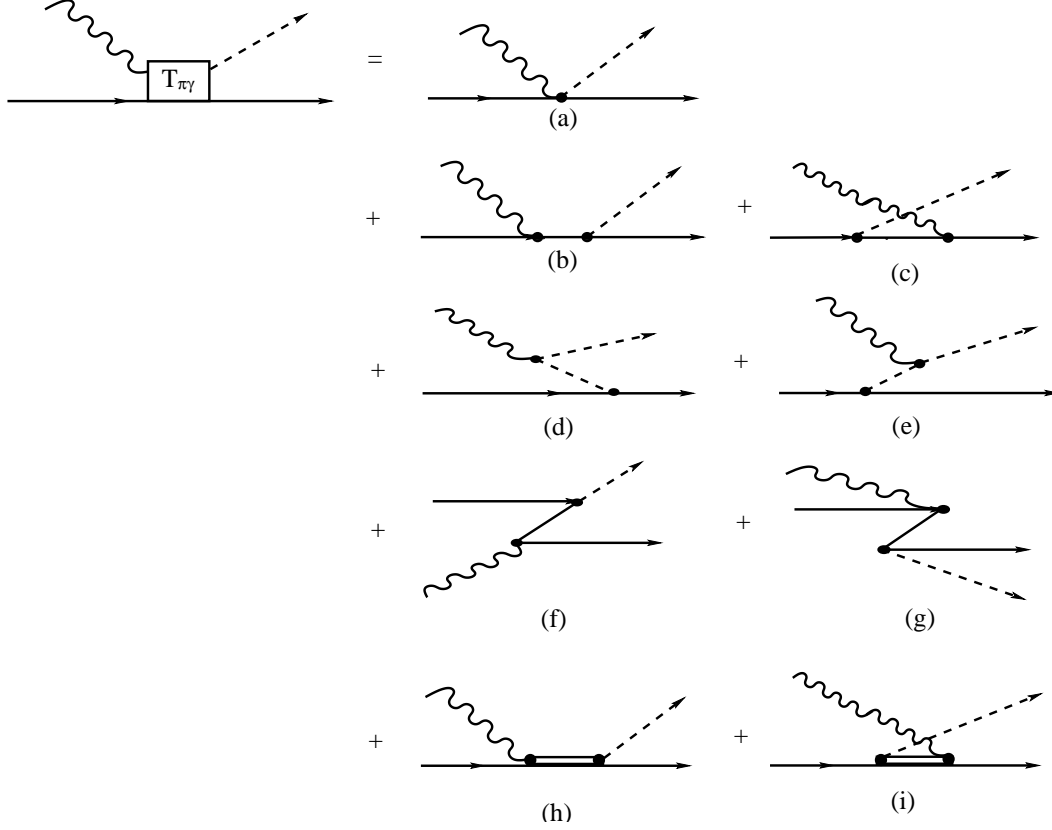 T_πγ =
(a)
+ +
(b) (c)
+ +
(d) (e)
+ +
(f) (g)
+ +
(h) (i)